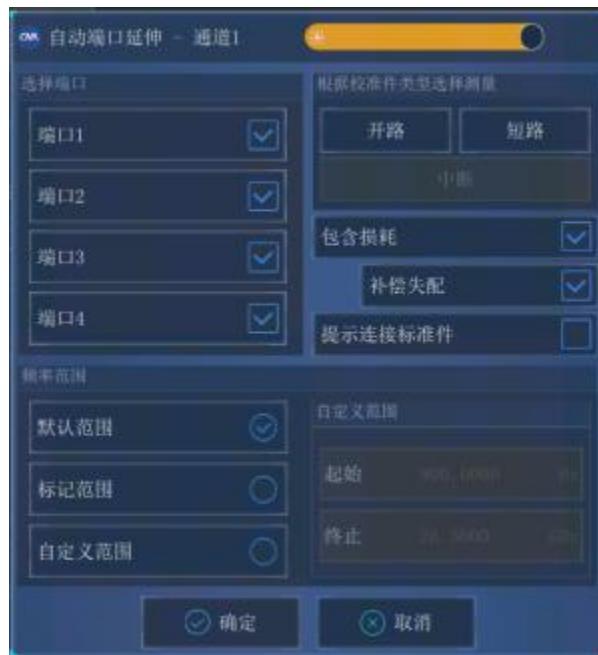 自动端口延伸 - 通道1
选择端口
端口1
端口2
端口3
端口4
根据校准件类型选择测量
开路
短路
中断
包含损耗
补偿失配
提示连接标准件
频率范围
默认范围
标记范围
自定义范围
自定义范围
起始
终止
确定
取消